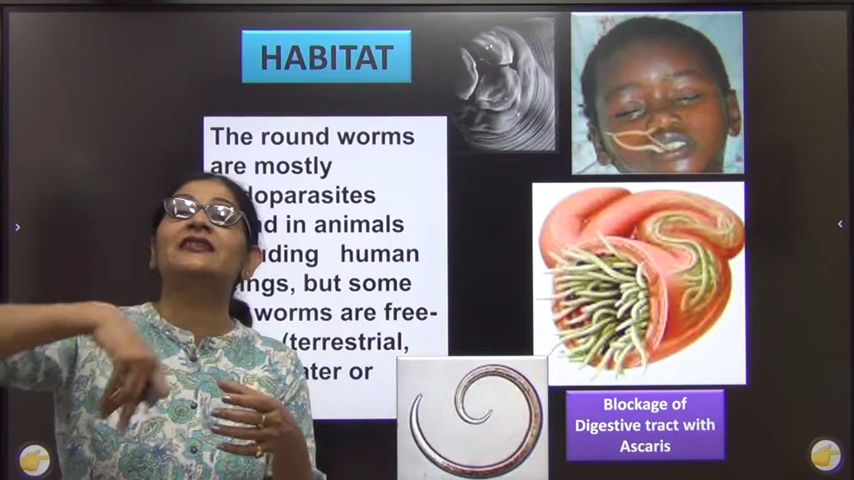 HABITAT
The round worms
are mostly
doparasites
d in animals
uding human
ngs, but some
worms are free-
(terrestrial,
ater or
Blockage of
Digestive tract with
Ascaris